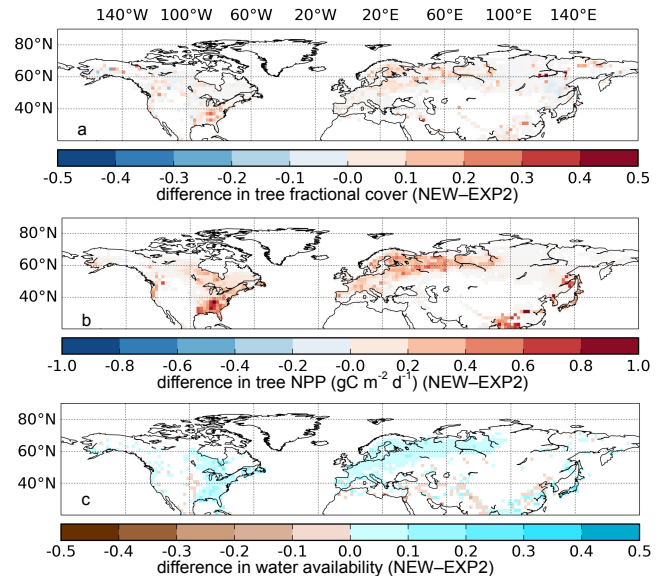 140°W 100°W 60°W 20°W 20°E 60°E 100°E 140°E
80°N
60°N
40°N
a
-0.5 -0.4 -0.3 -0.2 -0.1 -0.0 0.1 0.2 0.3 0.4 0.5
difference in tree fractional cover (NEW–EXP2)
80°N
60°N
40°N
b
-1.0 -0.8 -0.6 -0.4 -0.2 -0.0 0.2 0.4 0.6 0.8 1.0
difference in tree NPP (gC m⁻² d⁻¹) (NEW–EXP2)
80°N
60°N
40°N
c
-0.5 -0.4 -0.3 -0.2 -0.1 0.0 0.1 0.2 0.3 0.4 0.5
difference in water availability (NEW–EXP2)